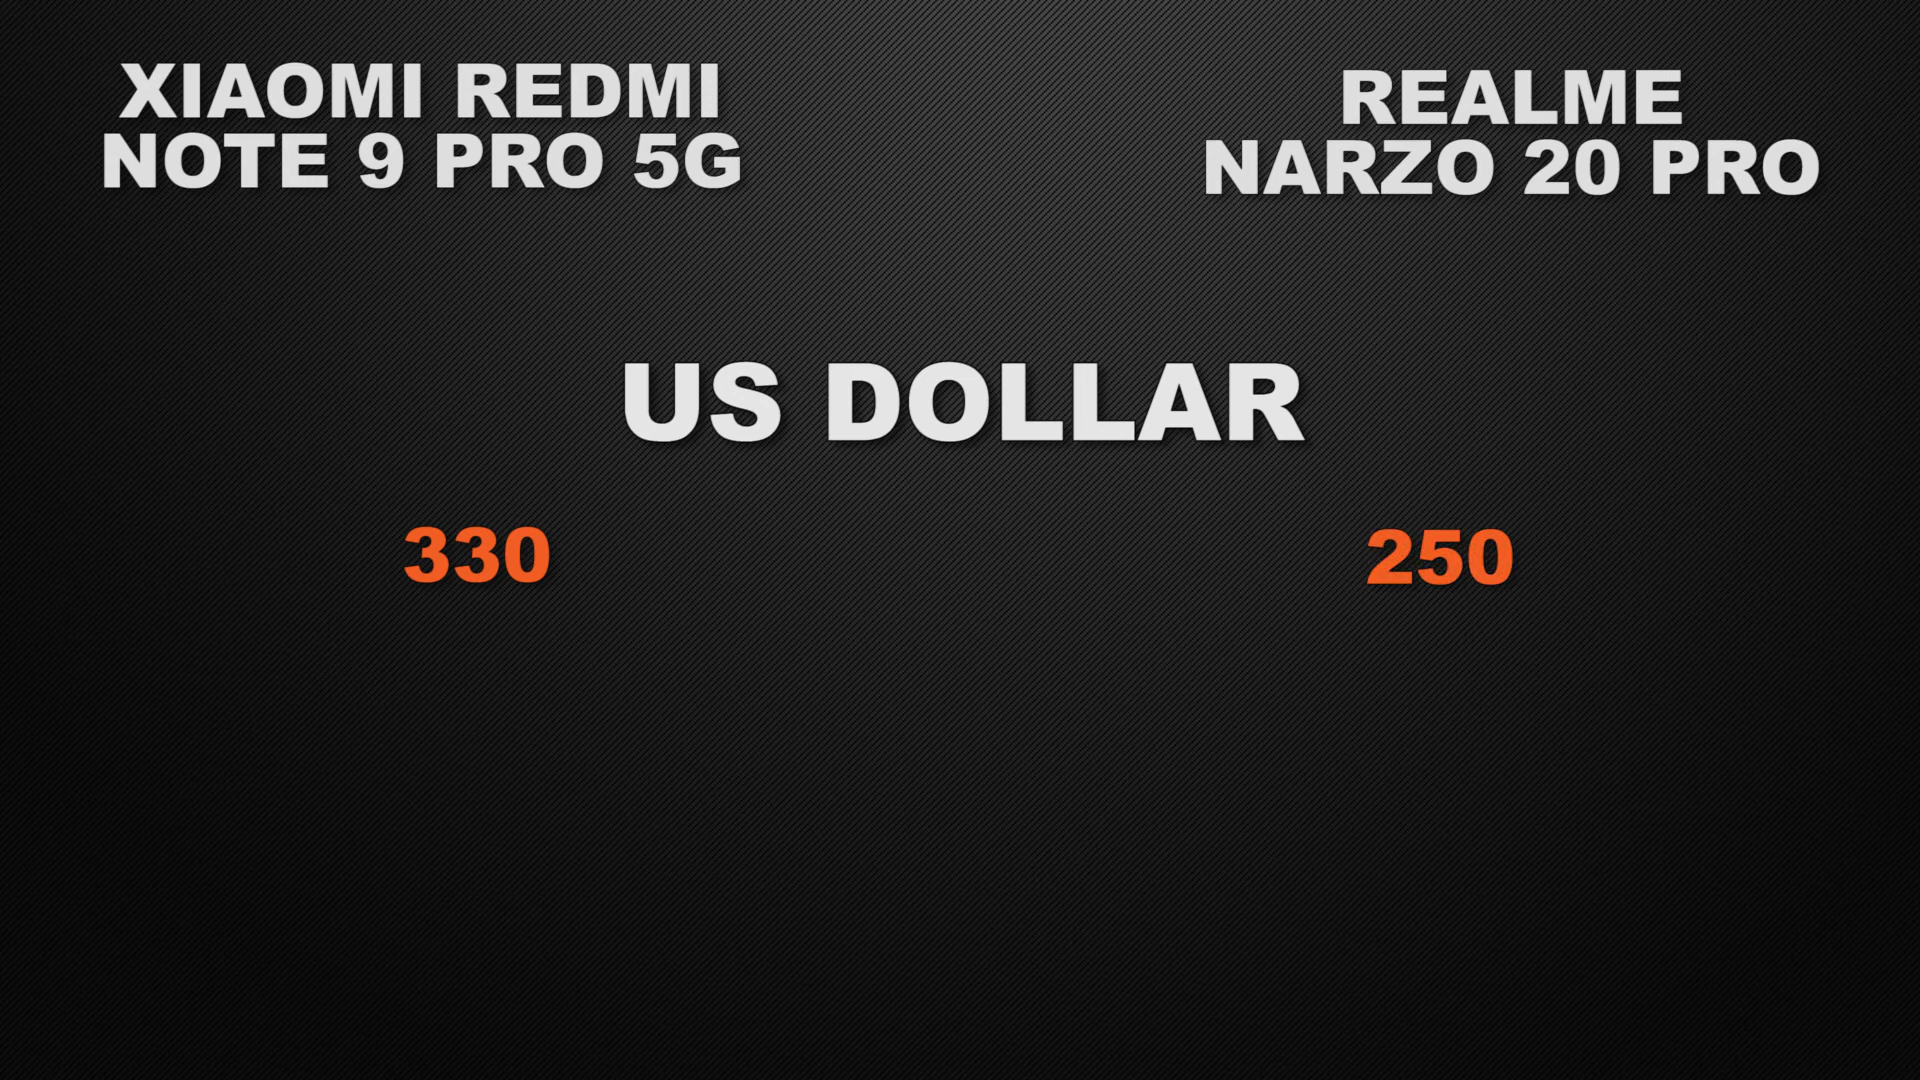 XIAOMI REDMI
NOTE 9 PRO 5G
REALME
NARZO 20 PRO
US DOLLAR
330
250